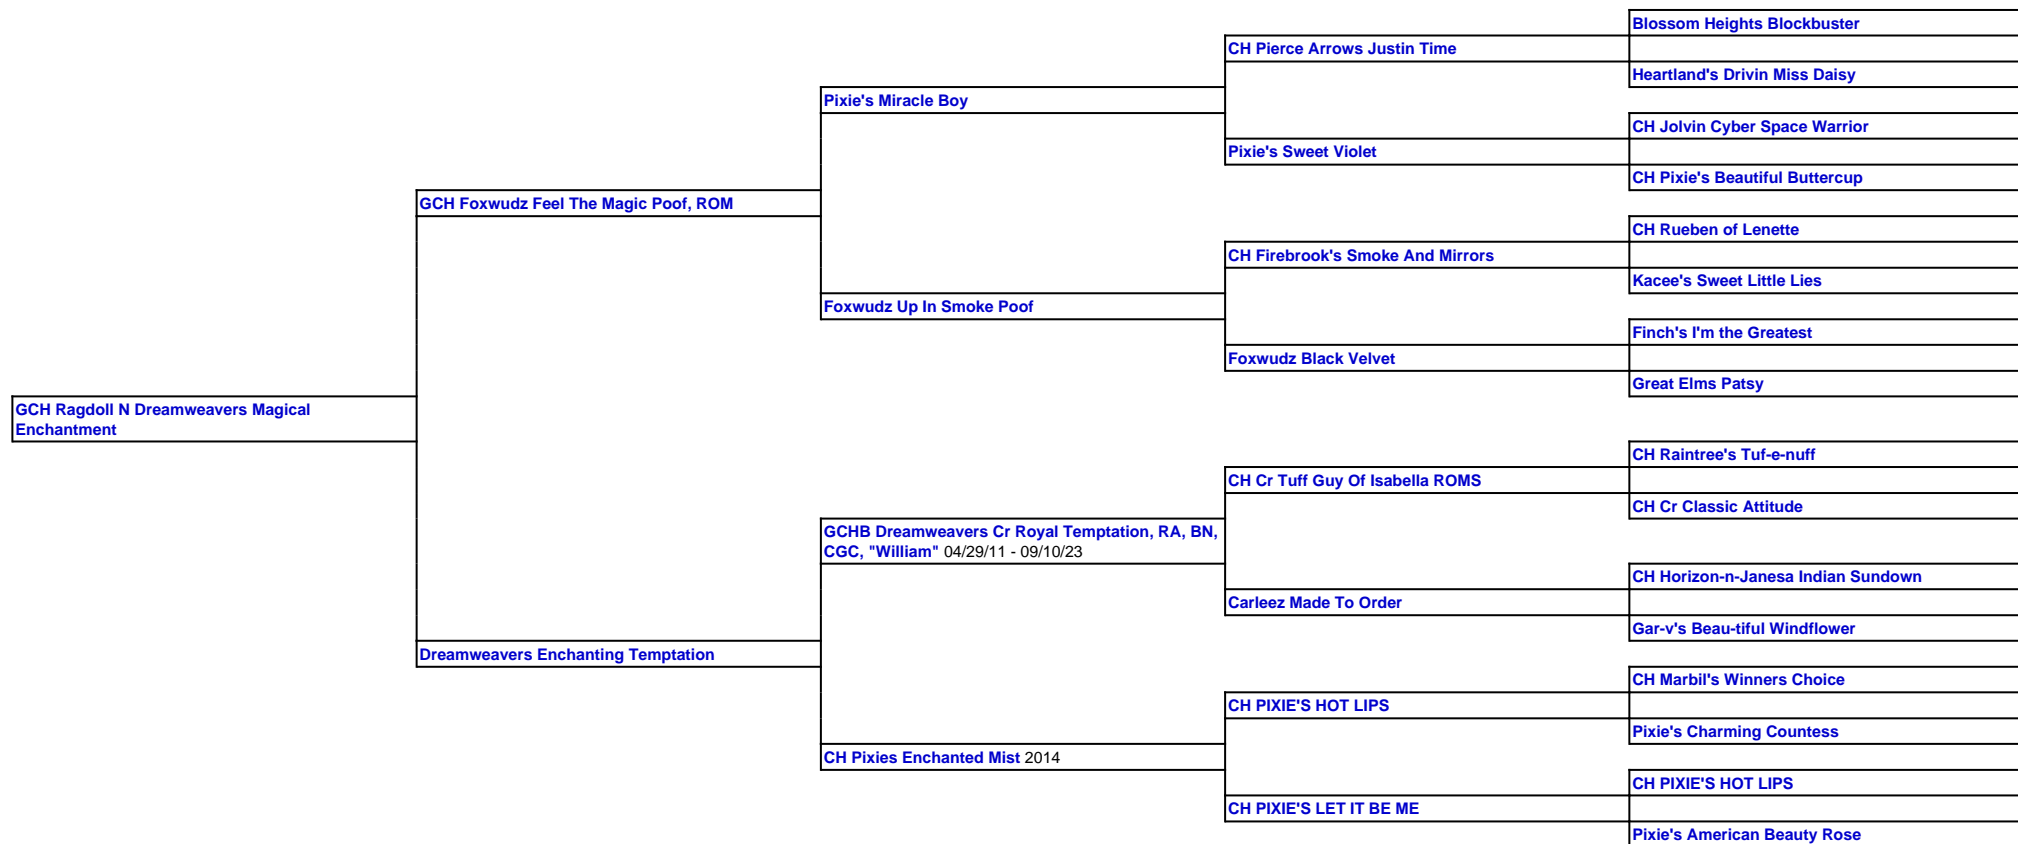 Blossom Heights Blockbuster
CH Pierce Arrows Justin Time
Heartland's Drivin Miss Daisy
Pixie's Miracle Boy
CH Jolvin Cyber Space Warrior
Pixie's Sweet Violet
CH Pixie's Beautiful Buttercup
GCH Foxwudz Feel The Magic Poof, ROM
CH Rueben of Lenette
CH Firebrook's Smoke And Mirrors
Kacee's Sweet Little Lies
Foxwudz Up In Smoke Poof
Finch's I'm the Greatest
Foxwudz Black Velvet
Great Elms Patsy
GCH Ragdoll N Dreamweavers Magical
Enchantment
CH Raintree's Tuf-e-nuff
CH Cr Tuff Guy Of Isabella ROMS
CH Cr Classic Attitude
GCHB Dreamweavers Cr Royal Temptation, RA, BN,
CGC, "William" 04/29/11 - 09/10/23
CH Horizon-n-Janesa Indian Sundown
Carleez Made To Order
Gar-v's Beau-tiful Windflower
Dreamweavers Enchanting Temptation
CH Marbil's Winners Choice
CH PIXIE'S HOT LIPS
Pixie's Charming Countess
CH Pixies Enchanted Mist 2014
CH PIXIE'S HOT LIPS
CH PIXIE'S LET IT BE ME
Pixie's American Beauty Rose